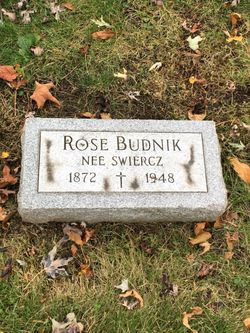 ROSE BUDNIK
NEE SWIERCZ
1872 † 1948